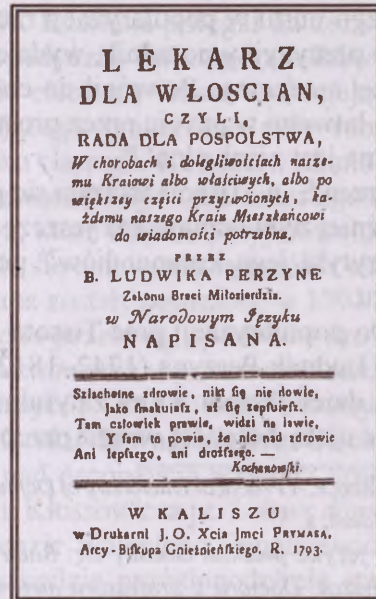 LEKARZ
DLA WŁOSCIAN,
CZYLI,
RADA DLA POSPOLSTWA,
W chorobach y dolegliwościach nasze-
mu Kraiowi albo właściwych, albo po
większey części przyswoionych, ka-
żdemu naszego Kraiu Mieszkańcowi
do wiadomości potrzebna.
PRZEZ
B. LUDWIKA PERZYNE
Zakonu Braci Miłosierdzia.
w Narodowym Języku
NAPISANA.
Szlachetne zdrowie, nikt się nie dowie,
Jako smakuiesz, aż się zepsuiesz.
Tam człowiek prawie, widzi na iawie,
Y sam to powie, że nic nad zdrowie
Ani lepszego, ani droższego. —
Kochanowski.
W KALISZU
w Drukarni J. O. Xcia Jmci PRYMASA,
Arcy-Biskupa Gnieźnieńskiego. R. 1793.